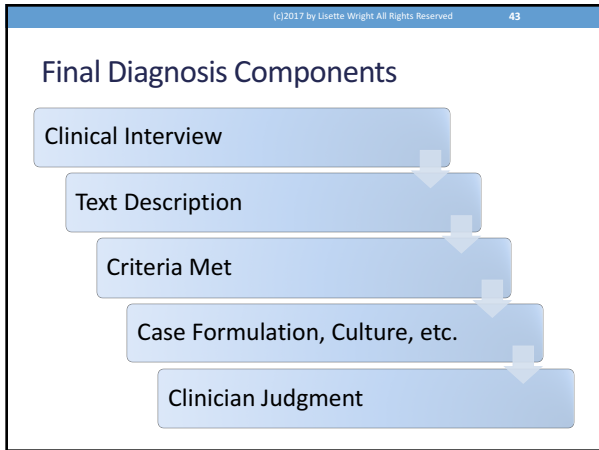 (c)2017 by Lisette Wright All Rights Reserved 43
Final Diagnosis Components
Clinical Interview
Text Description
Criteria Met
Case Formulation, Culture, etc.
Clinician Judgment